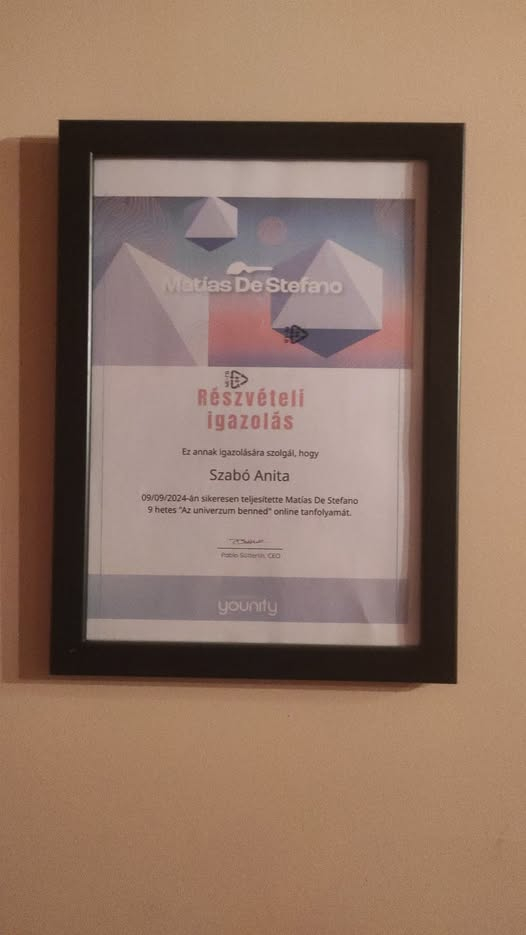 Matías De Stefano
Részvételi
igazolás
Ez annak igazolására szolgál, hogy
Szabó Anita
09/09/2024-án sikeresen teljesítette Matías De Stefano
9 hetes "Az univerzum benned" online tanfolyamát.
Pablo Sütterlin, CEO
younity